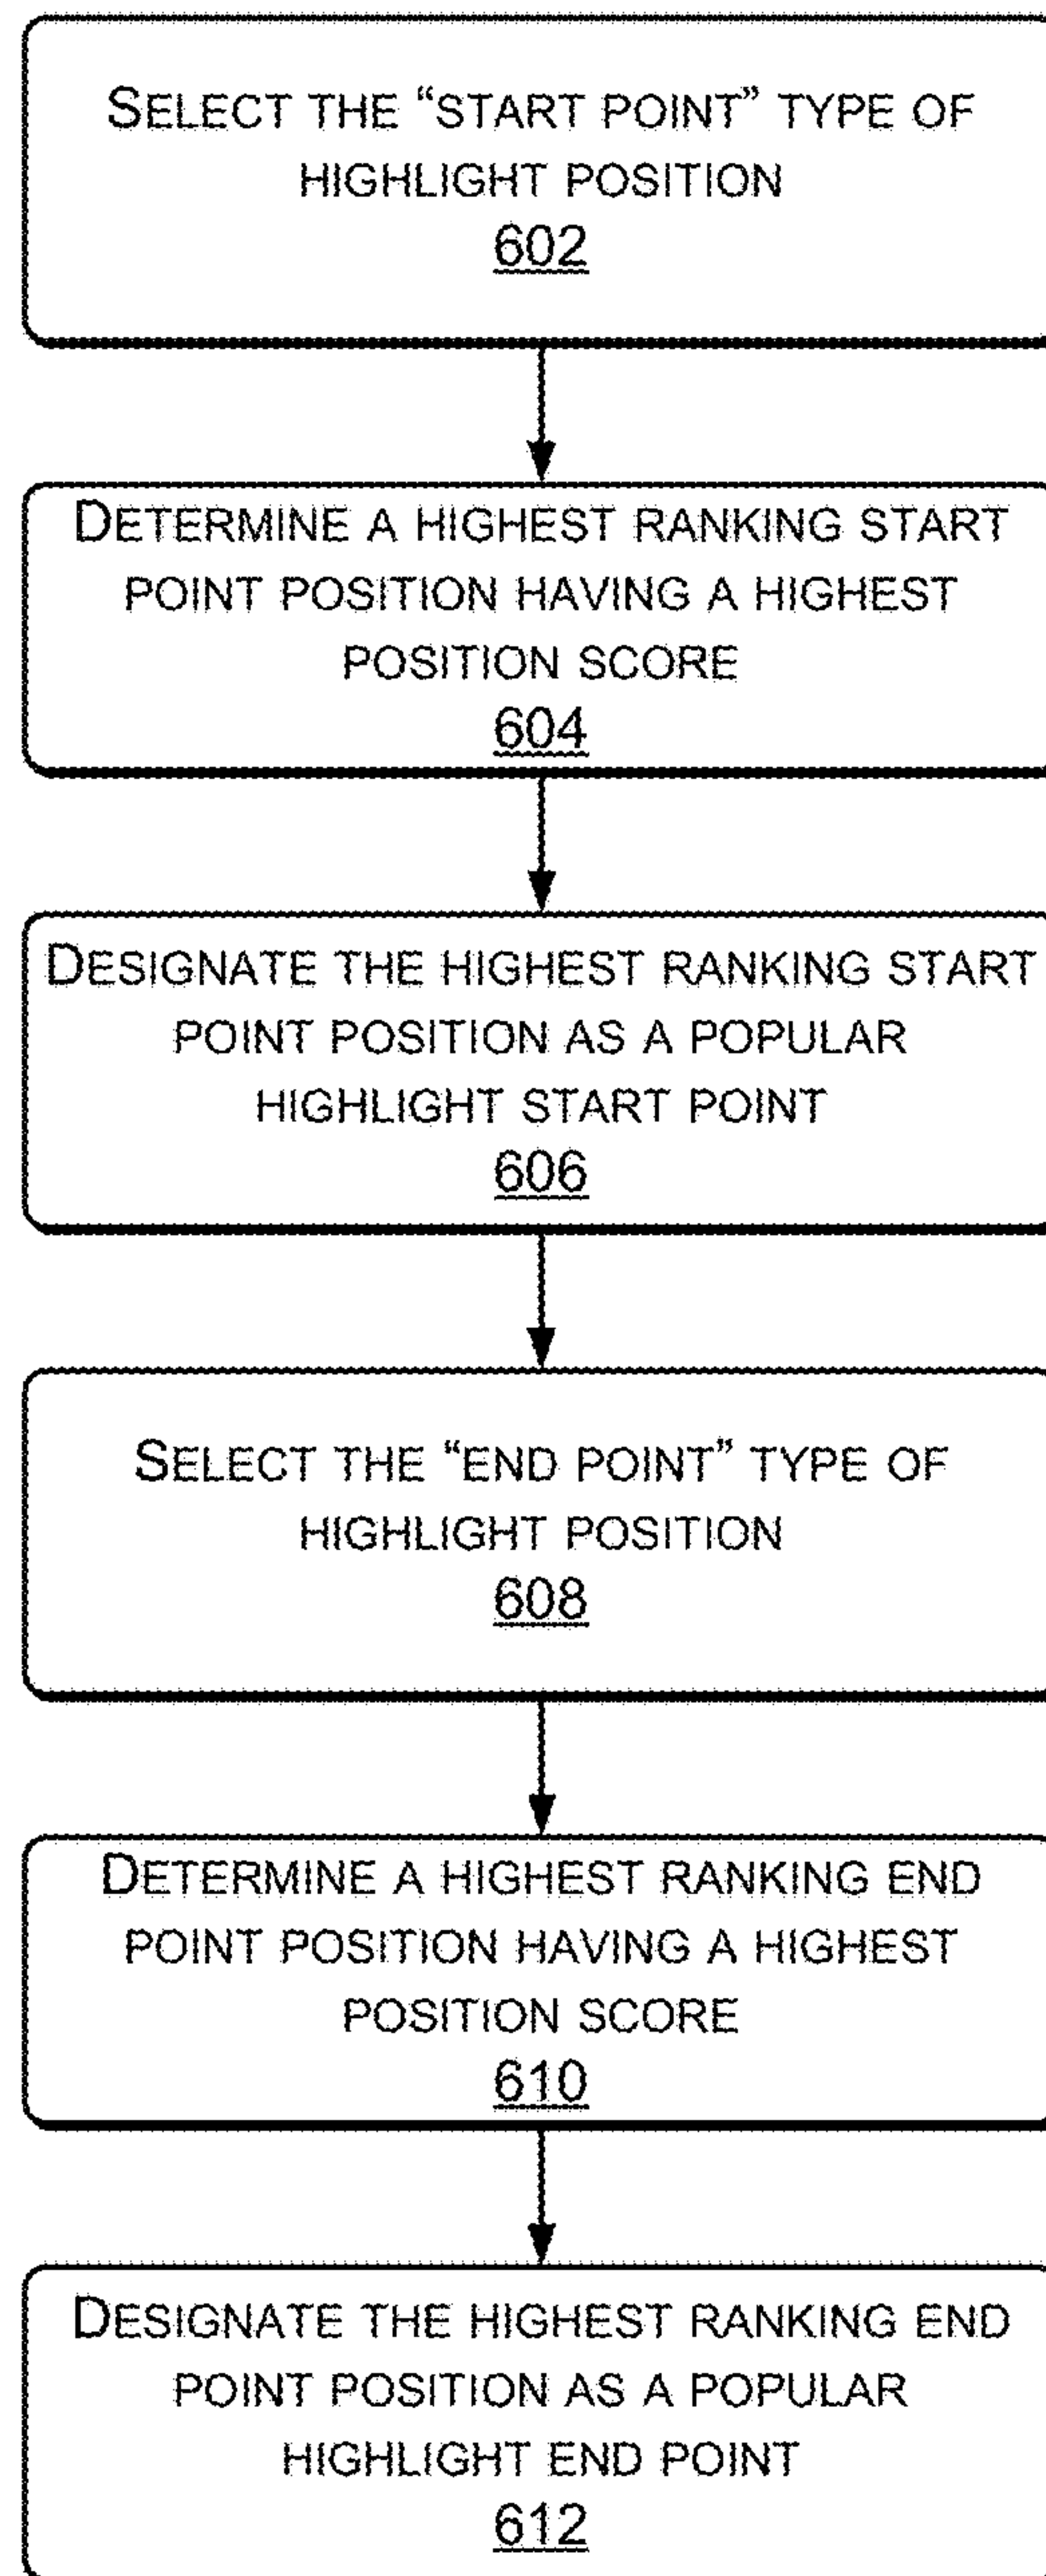 SELECT THE “START POINT” TYPE OF
HIGHLIGHT POSITION
602
DETERMINE A HIGHEST RANKING START
POINT POSITION HAVING A HIGHEST
POSITION SCORE
604
DESIGNATE THE HIGHEST RANKING START
POINT POSITION AS A POPULAR
HIGHLIGHT START POINT
606
SELECT THE “END POINT” TYPE OF
HIGHLIGHT POSITION
608
DETERMINE A HIGHEST RANKING END
POINT POSITION HAVING A HIGHEST
POSITION SCORE
610
DESIGNATE THE HIGHEST RANKING END
POINT POSITION AS A POPULAR
HIGHLIGHT END POINT
612